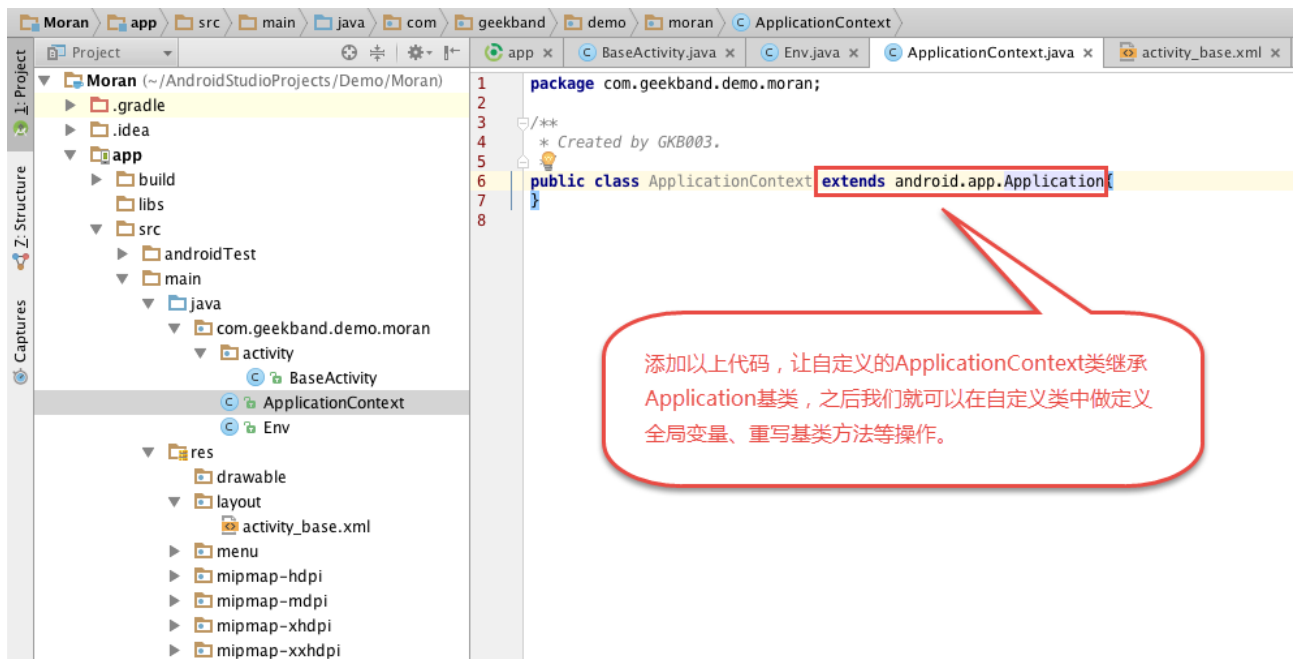 Moran app src main java com geekband demo moran ApplicationContext
Project app BaseActivity.java Env.java ApplicationContext.java activity_base.xml
1: Project
Z: Structure
Captures
Moran (~/AndroidStudioProjects/Demo/Moran)
.gradle
.idea
app
build
libs
src
androidTest
main
java
com.geekband.demo.moran
activity
BaseActivity
ApplicationContext
Env
res
drawable
layout
activity_base.xml
menu
mipmap-hdpi
mipmap-mdpi
mipmap-xhdpi
mipmap-xxhdpi
1 package com.geekband.demo.moran;
2
3 /**
4 * Created by GKB003.
5
6 public class ApplicationContext extends android.app.Application{
7 }
8
添加以上代码，让自定义的ApplicationContext类继承
Application基类，之后我们就可以在自定义类中做定义
全局变量、重写基类方法等操作。